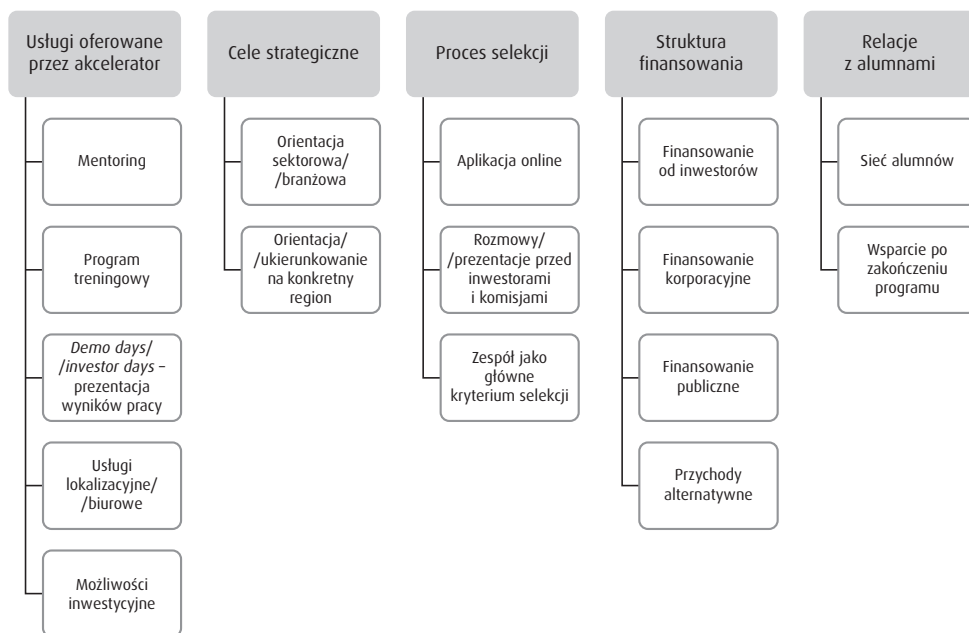 Usługi oferowane
przez akcelerator
Mentoring
Program
treningowy
Demo days/
/investor days –
prezentacja
wyników pracy
Usługi
lokalizacyjne/
/biurowe
Możliwości
inwestycyjne
Cele strategiczne
Orientacja
sektorowa/
/branżowa
Orientacja/
/ukierunkowanie
na konkretny
region
Proces selekcji
Aplikacja online
Rozmowy/
/prezentacje przed
inwestorami
i komisjami
Zespół jako
główne
kryterium selekcji
Struktura
finansowania
Finansowanie
od inwestorów
Finansowanie
korporacyjne
Finansowanie
publiczne
Przychody
alternatywne
Relacje
z alumnami
Sieć alumnów
Wsparcie po
zakończeniu
programu